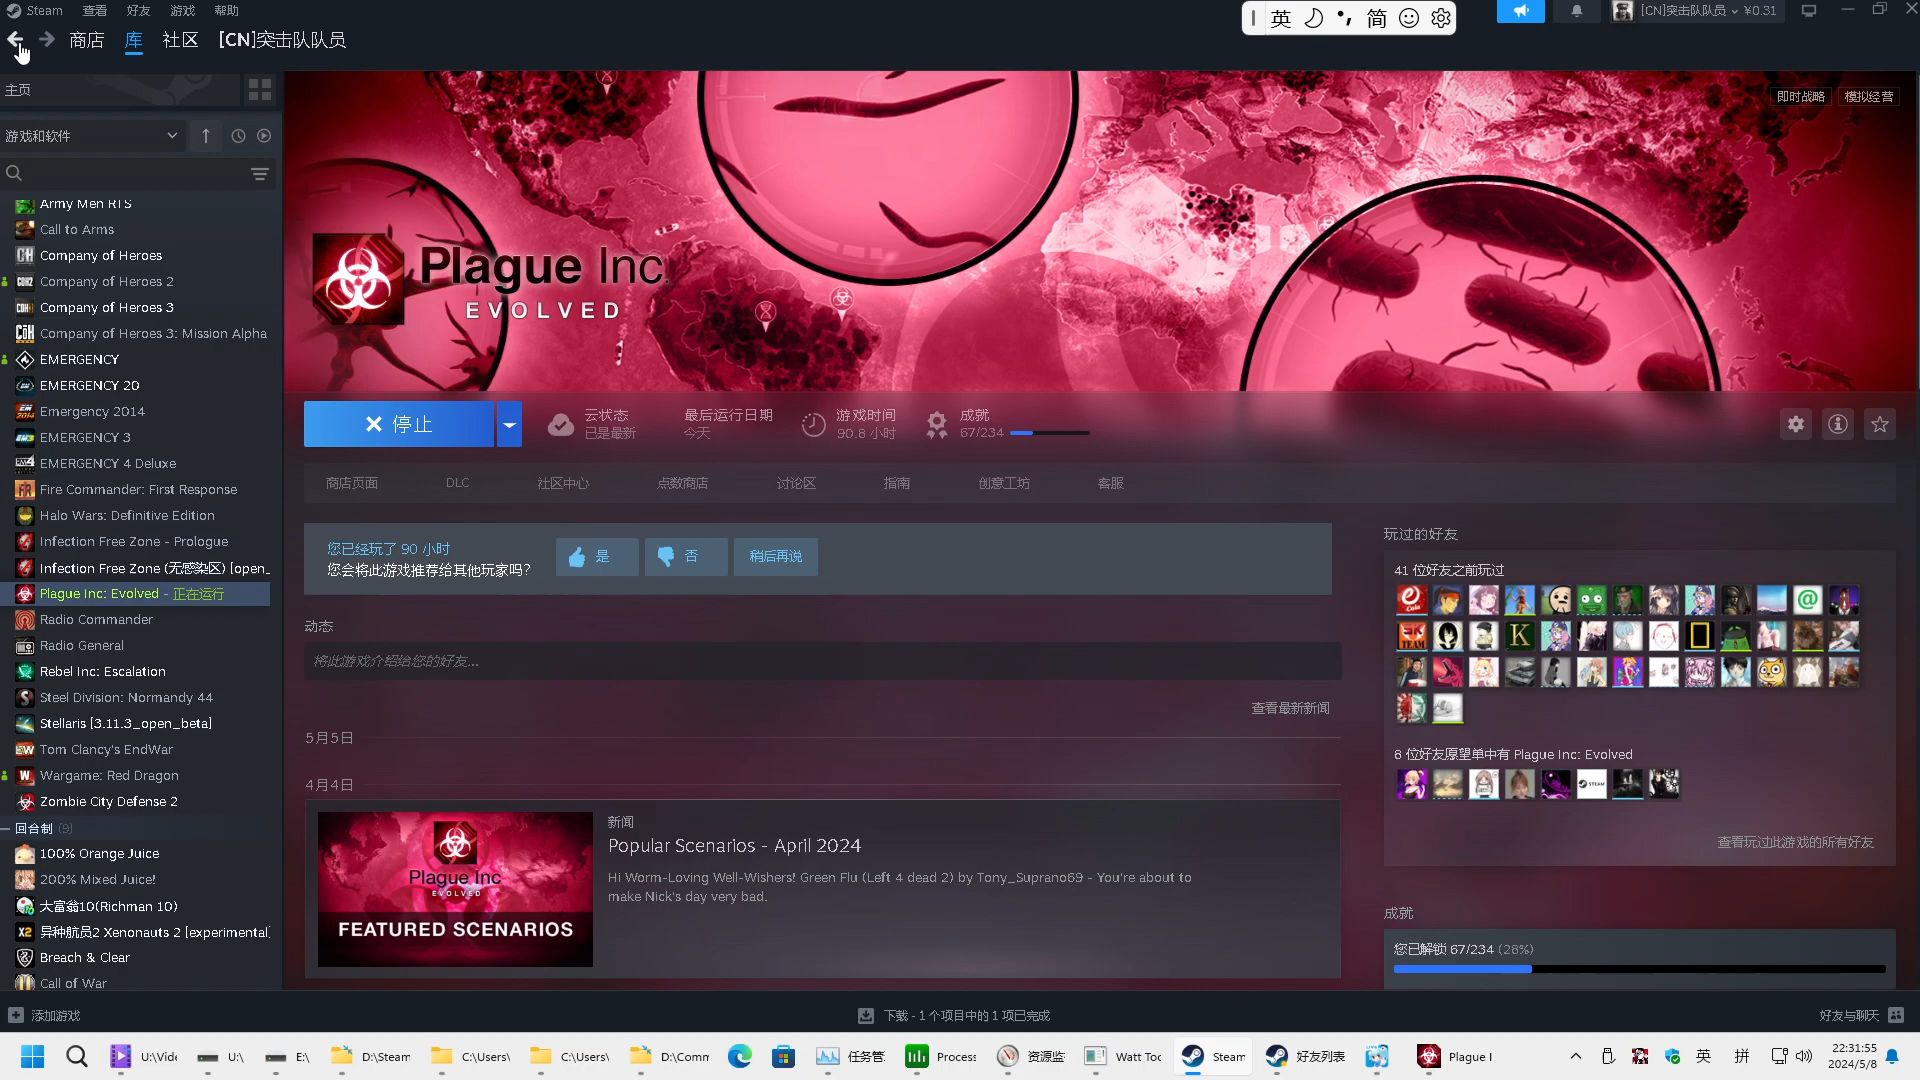 Steam 查看 好友 游戏 帮助
英 简
[CN]突击队队员 ¥0.31
商店 库 社区 [CN]突击队队员
主页
即时战略 模拟经营
游戏和软件
Army Men RTS
Call to Arms
Company of Heroes
Company of Heroes 2
Company of Heroes 3
Company of Heroes 3: Mission Alpha
EMERGENCY
EMERGENCY 20
Emergency 2014
EMERGENCY 3
EMERGENCY 4 Deluxe
Fire Commander: First Response
Halo Wars: Definitive Edition
Infection Free Zone - Prologue
Infection Free Zone (无感染区) [open_
Plague Inc: Evolved - 正在运行
Radio Commander
Radio General
Rebel Inc: Escalation
Steel Division: Normandy 44
Stellaris [3.11.3_open_beta]
Tom Clancy's EndWar
Wargame: Red Dragon
Zombie City Defense 2
回合制 (9)
100% Orange Juice
200% Mixed Juice!
大富翁10(Richman 10)
异种航员2 Xenonauts 2 [experimental]
Breach & Clear
Call of War
Plague Inc.
EVOLVED
停止
云状态
已是最新
最后运行日期
今天
游戏时间
90.8 小时
成就
67/234
商店页面 DLC 社区中心 点数商店 讨论区 指南 创意工坊 客服
您已经玩了 90 小时
您会将此游戏推荐给其他玩家吗?
是 否 稍后再说
动态
将此游戏介绍给您的好友...
查看最新新闻
5月5日
4月4日
Plague Inc.
EVOLVED
FEATURED SCENARIOS
新闻
Popular Scenarios - April 2024
Hi Worm-Loving Well-Wishers! Green Flu (Left 4 dead 2) by Tony_Suprano69 - You're about to
make Nick's day very bad.
玩过的好友
41 位好友之前玩过
8 位好友愿望单中有 Plague Inc: Evolved
查看玩过此游戏的所有好友
成就
您已解锁 67/234 (28%)
添加游戏
下载 - 1 个项目中的 1 项已完成
好友与聊天
U:\Vide U:\ E:\ D:\Steam C:\Users\ C:\Users\ D:\Comm 任务管 Process 资源监 Watt Too Steam 好友列表 Plague I
英 拼
22:31:55
2024/5/8